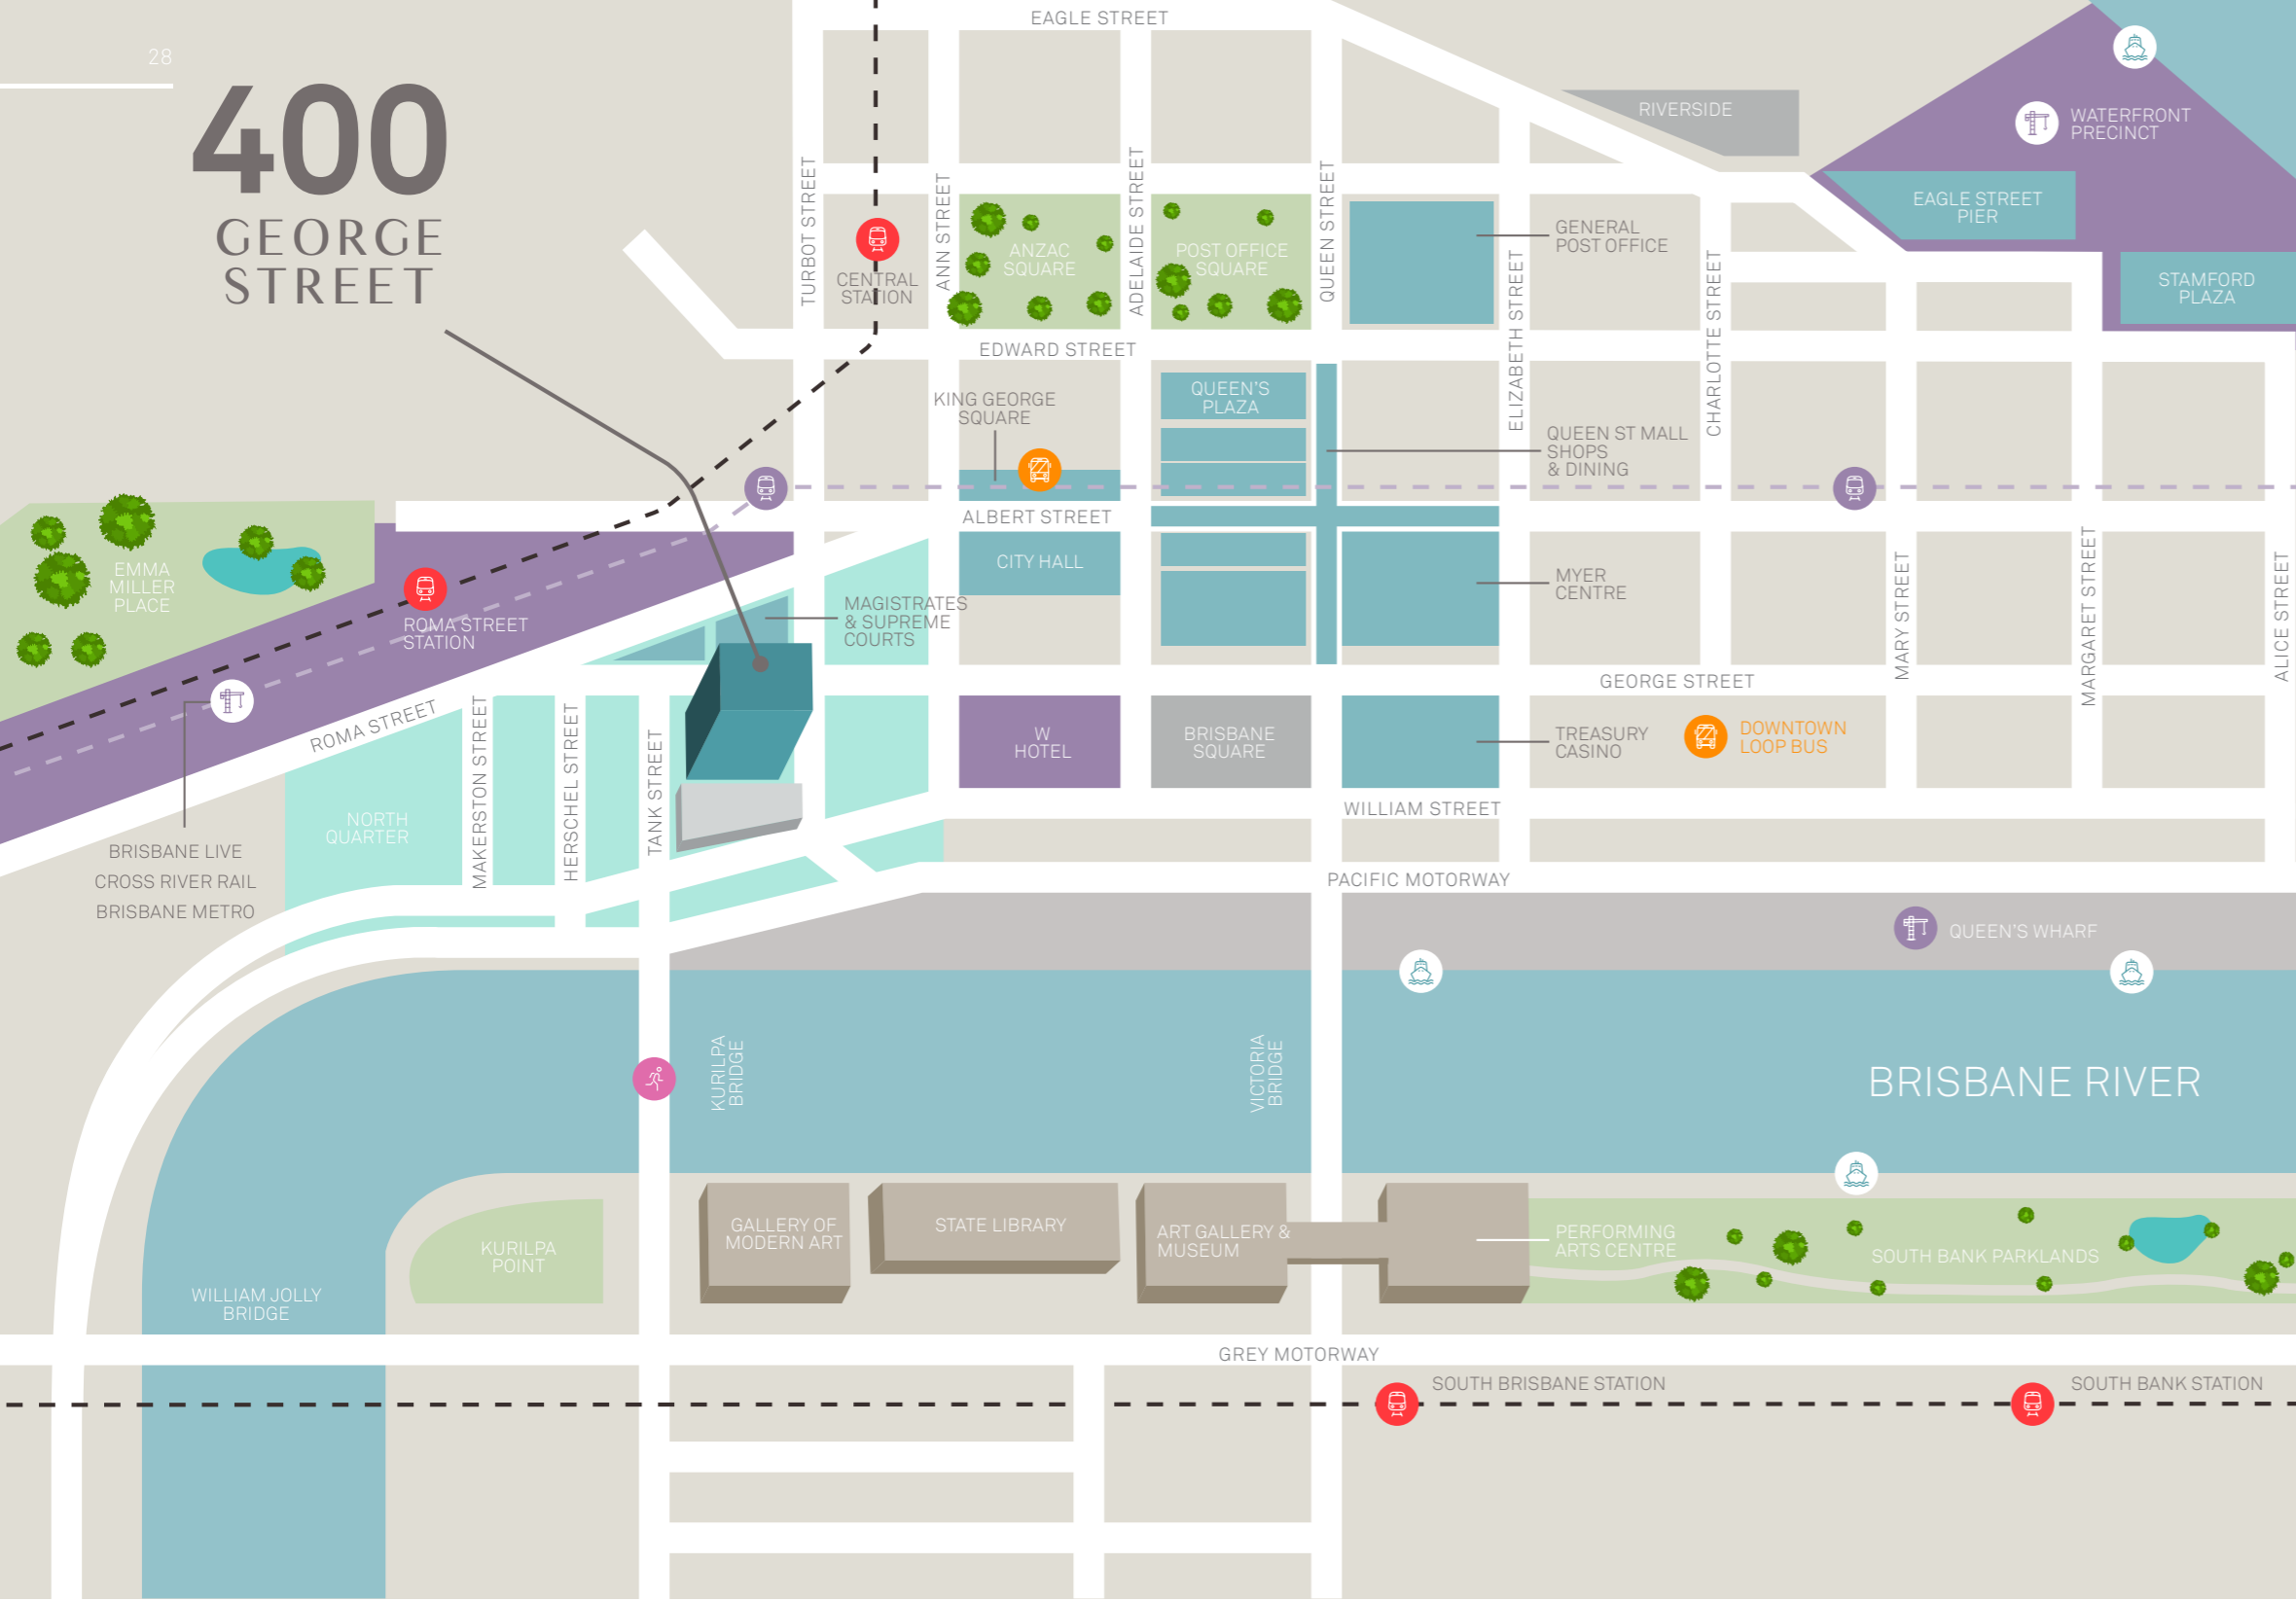 28
400
GEORGE
STREET
EAGLE STREET
RIVERSIDE
WATERFRONT
PRECINCT
EAGLE STREET
PIER
STAMFORD
PLAZA
TURBOT STREET
CENTRAL
STATION
ANN STREET
ANZAC
SQUARE
ADELAIDE STREET
POST OFFICE
SQUARE
QUEEN STREET
GENERAL
POST OFFICE
ELIZABETH STREET
CHARLOTTE STREET
EDWARD STREET
KING GEORGE
SQUARE
QUEEN'S
PLAZA
QUEEN ST MALL
SHOPS
& DINING
ALBERT STREET
CITY HALL
EMMA
MILLER
PLACE
ROMA STREET
STATION
MAGISTRATES
& SUPREME
COURTS
MYER
CENTRE
MARY STREET
MARGARET STREET
ALICE STREET
GEORGE STREET
ROMA STREET
MAKERSTON STREET
HERSCHEL STREET
TANK STREET
W
HOTEL
BRISBANE
SQUARE
TREASURY
CASINO
DOWNTOWN
LOOP BUS
NORTH
QUARTER
WILLIAM STREET
BRISBANE LIVE
CROSS RIVER RAIL
BRISBANE METRO
PACIFIC MOTORWAY
QUEEN'S WHARF
KURILPA
BRIDGE
VICTORIA
BRIDGE
BRISBANE RIVER
GALLERY OF
MODERN ART
STATE LIBRARY
ART GALLERY &
MUSEUM
PERFORMING
ARTS CENTRE
SOUTH BANK PARKLANDS
KURILPA
POINT
WILLIAM JOLLY
BRIDGE
GREY MOTORWAY
SOUTH BRISBANE STATION
SOUTH BANK STATION